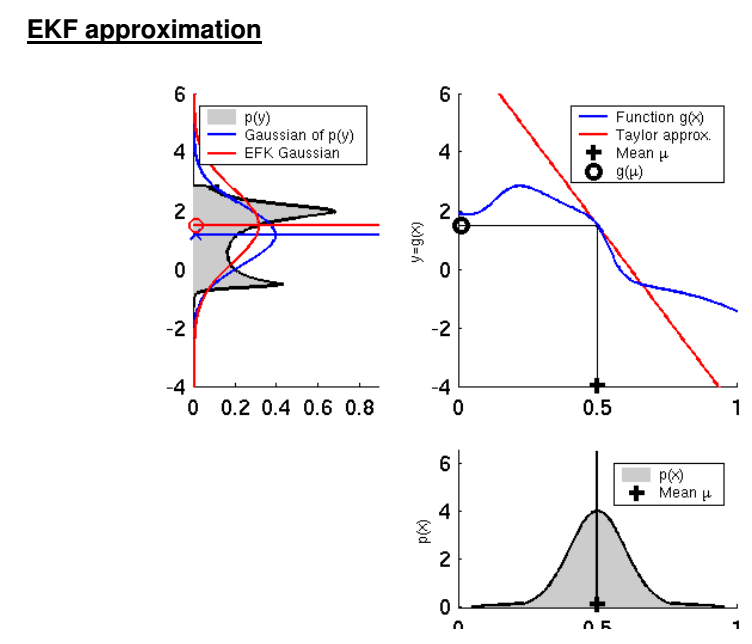 EKF approximation
6
4
2
0
-2
-4
0 0.2 0.4 0.6 0.8
p(y)
Gaussian of p(y)
EFK Gaussian
y=g(x)
6
4
2
0
-2
-4
0 0.5 1
Function g(x)
Taylor approx.
Mean μ
g(μ)
p(x)
6
4
2
0
0 0.5 1
p(x)
Mean μ